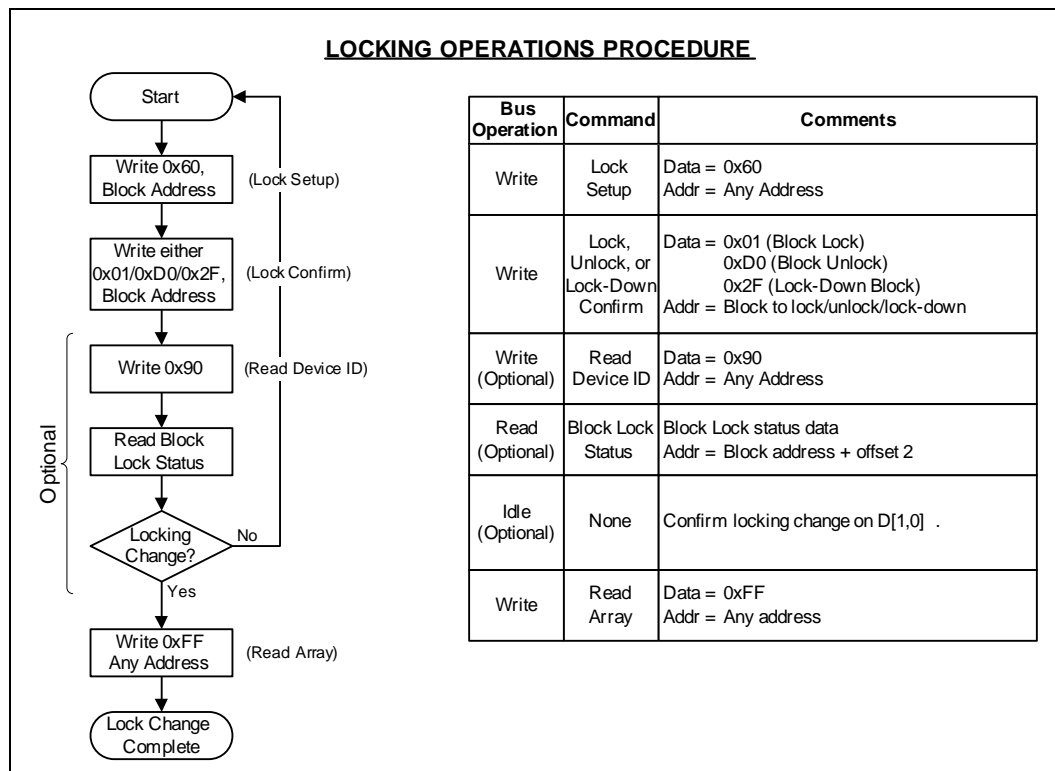 LOCKING OPERATIONS PROCEDURE
Start
Write 0x60,
Block Address
(Lock Setup)
Write either
0x01/0xD0/0x2F,
Block Address
(Lock Confirm)
Optional
Write 0x90
(Read Device ID)
Read Block
Lock Status
Locking
Change?
No
Yes
Write 0xFF
Any Address
(Read Array)
Lock Change
Complete
Bus
Operation
Command
Comments
Write
Lock
Setup
Data = 0x60
Addr = Any Address
Write
Lock,
Unlock, or
Lock-Down
Confirm
Data = 0x01 (Block Lock)
0xD0 (Block Unlock)
0x2F (Lock-Down Block)
Addr = Block to lock/unlock/lock-down
Write
(Optional)
Read
Device ID
Data = 0x90
Addr = Any Address
Read
(Optional)
Block Lock
Status
Block Lock status data
Addr = Block address + offset 2
Idle
(Optional)
None
Confirm locking change on D[1,0] .
Write
Read
Array
Data = 0xFF
Addr = Any address